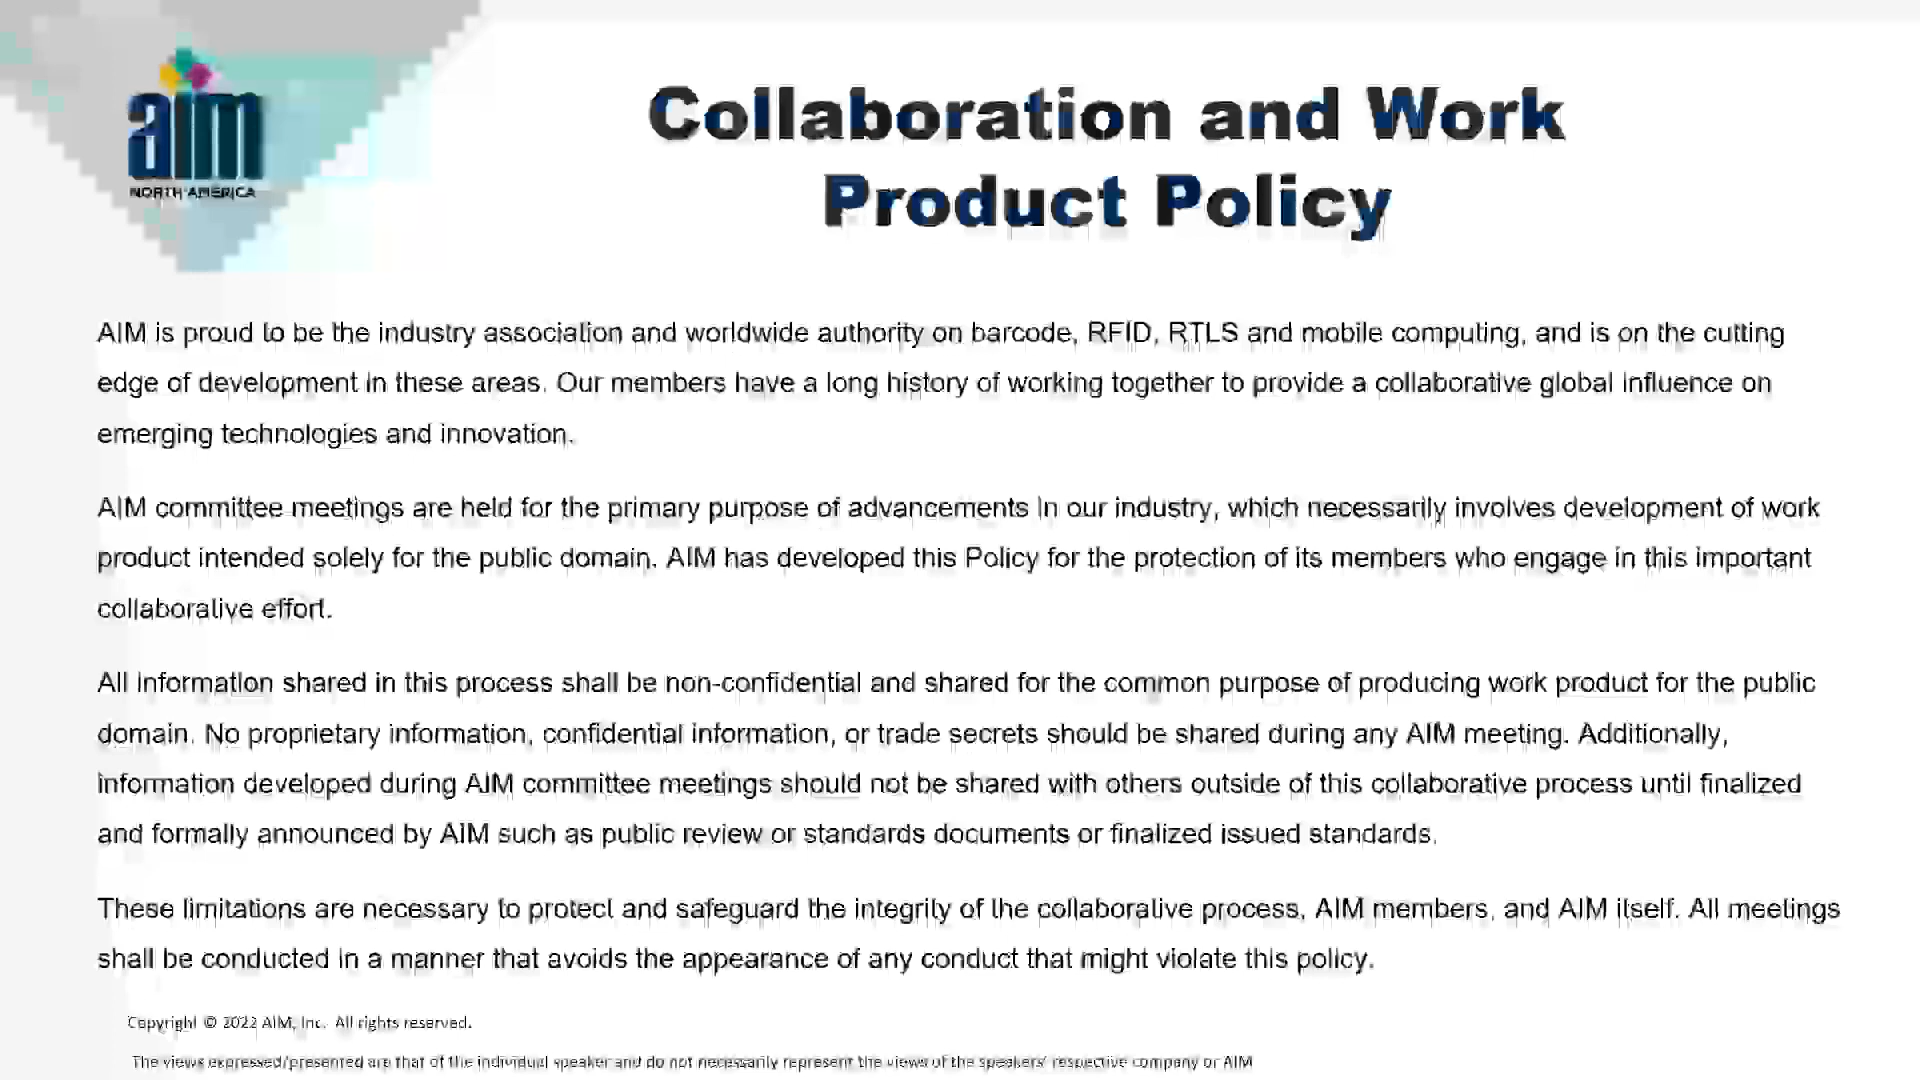 aim
NORTH AMERICA
Collaboration and Work
Product Policy
AIM is proud to be the industry association and worldwide authority on barcode, RFID, RTLS and mobile computing, and is on the cutting
edge of development in these areas. Our members have a long history of working together to provide a collaborative global influence on
emerging technologies and innovation.
AIM committee meetings are held for the primary purpose of advancements in our industry, which necessarily involves development of work
product intended solely for the public domain. AIM has developed this Policy for the protection of its members who engage in this important
collaborative effort.
All information shared in this process shall be non-confidential and shared for the common purpose of producing work product for the public
domain. No proprietary information, confidential information, or trade secrets should be shared during any AIM meeting. Additionally,
information developed during AIM committee meetings should not be shared with others outside of this collaborative process until finalized
and formally announced by AIM such as public review or standards documents or finalized issued standards.
These limitations are necessary to protect and safeguard the integrity of the collaborative process, AIM members, and AIM itself. All meetings
shall be conducted in a manner that avoids the appearance of any conduct that might violate this policy.
Copyright © 2022 AIM, Inc. All rights reserved.
The views expressed/presented are that of the individual speaker and do not necessarily represent the views of the speakers' respective company or AIM